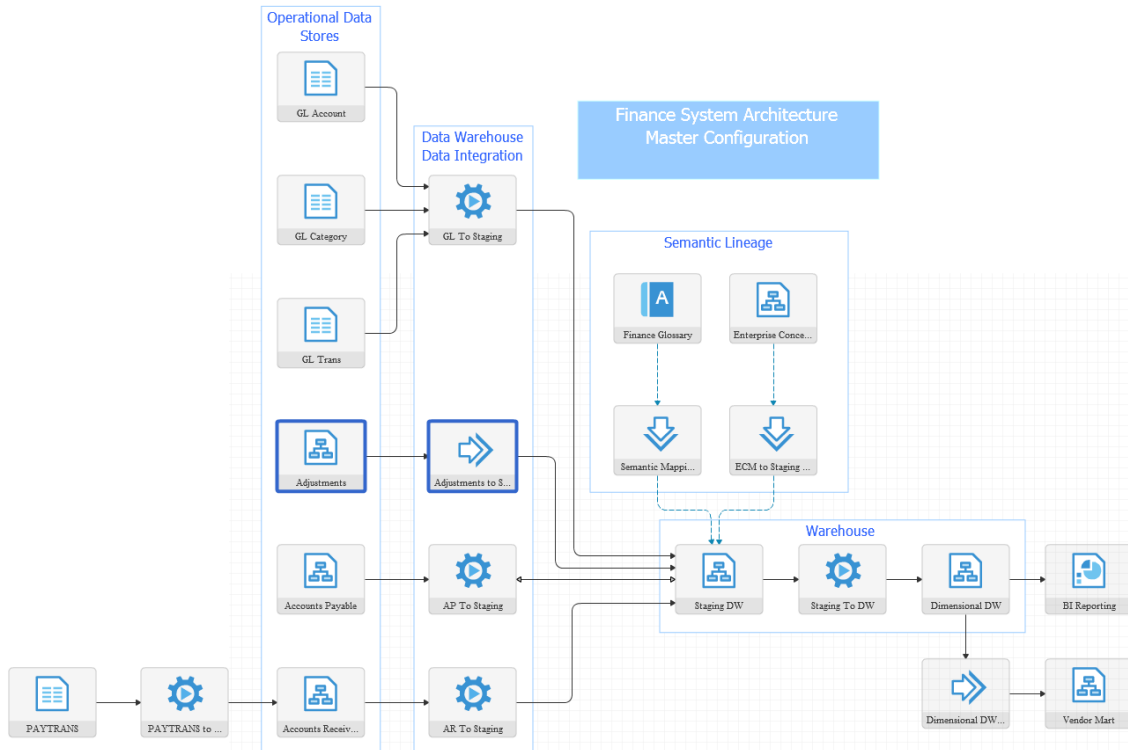 Operational Data
Stores
GL Account
GL Category
GL Trans
Adjustments
Accounts Payable
Accounts Receiv...
PAYTRANS
PAYTRANS to ...
Data Warehouse
Data Integration
GL To Staging
Adjustments to S...
AP To Staging
AR To Staging
Finance System Architecture
Master Configuration
Semantic Lineage
A
Finance Glossary
Enterprise Conce...
Semantic Mappi...
ECM to Staging ...
Warehouse
Staging DW
Staging To DW
Dimensional DW
BI Reporting
Dimensional DW...
Vendor Mart